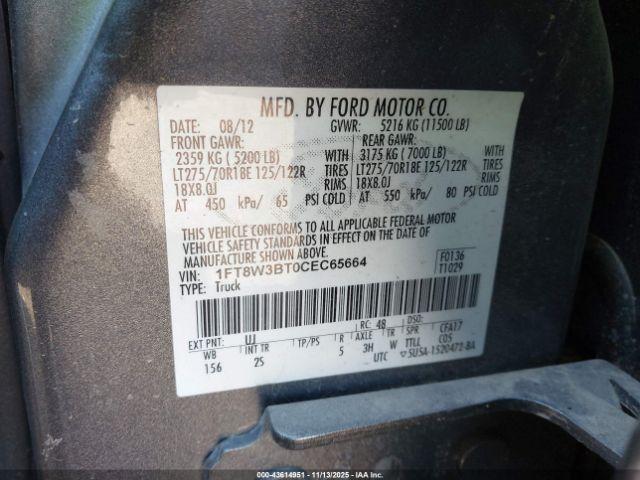 MFD. BY FORD MOTOR CO.
DATE: 08/12 GVWR: 5216 KG (11500 LB)
FRONT GAWR: REAR GAWR:
2359 KG ( 5200 LB) WITH 3175 KG ( 7000 LB) WITH
LT275/70R18E 125/122R TIRES LT275/70R18E 125/122R TIRES
18X8.0J RIMS 18X8.0J RIMS
AT 450 kPa/ 65 PSI COLD AT 550 kPa/ 80 PSI COLD
THIS VEHICLE CONFORMS TO ALL APPLICABLE FEDERAL MOTOR
VEHICLE SAFETY STANDARDS IN EFFECT ON THE DATE OF
MANUFACTURE SHOWN ABOVE.
VIN: 1FT8W3BT0CEC65664 F0136
TYPE: Truck T1029
EXT PNT: UJ RC: 48 DSO:
WB INT TR TP/PS R AXLE TR SPR CFA17
156 2S 5 3H W TTLL C05
UTC ▽5U5A-1520472-BA
000-43614951 - 11/13/2025 - IAAI.COM